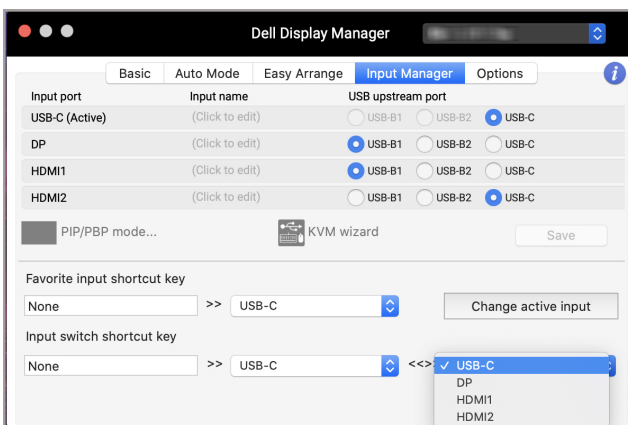 Dell Display Manager
Basic Auto Mode Easy Arrange Input Manager Options i
Input port Input name USB upstream port
USB-C (Active) (Click to edit) USB-B1 USB-B2 USB-C
DP (Click to edit) USB-B1 USB-B2 USB-C
HDMI1 (Click to edit) USB-B1 USB-B2 USB-C
HDMI2 (Click to edit) USB-B1 USB-B2 USB-C
PIP/PBP mode... KVM wizard Save
Favorite input shortcut key
None >> USB-C Change active input
Input switch shortcut key
None >> USB-C <<>> ✓ USB-C
DP
HDMI1
HDMI2